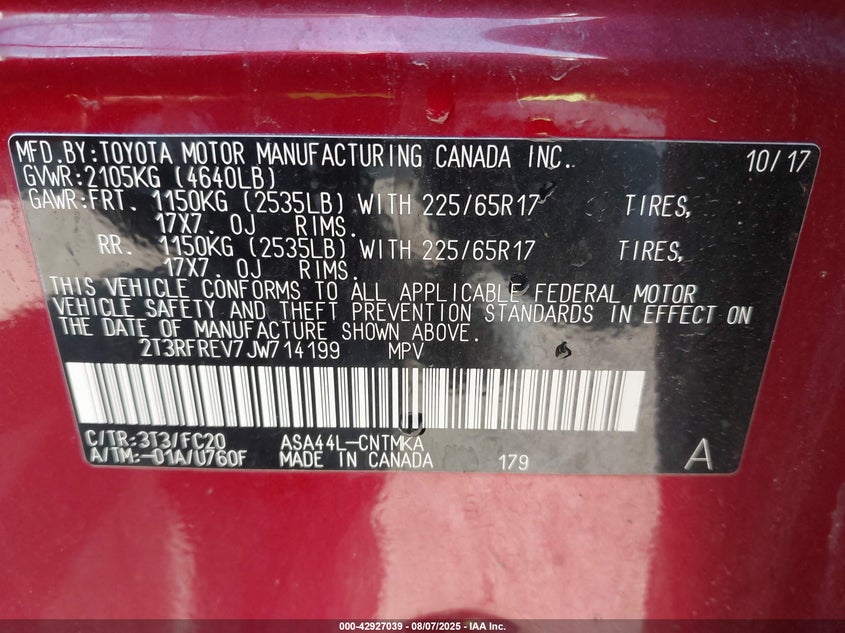 MFD.BY:TOYOTA MOTOR MANUFACTURING CANADA INC. 10/17
GVWR:2105KG (4640LB)
GAWR:FRT. 1150KG (2535LB) WITH 225/65R17 TIRES,
17X7.0J RIMS.
RR. 1150KG (2535LB) WITH 225/65R17 TIRES,
17X7.0J RIMS.
THIS VEHICLE CONFORMS TO ALL APPLICABLE FEDERAL MOTOR
VEHICLE SAFETY AND THEFT PREVENTION STANDARDS IN EFFECT ON
THE DATE OF MANUFACTURE SHOWN ABOVE.
2T3RFREV7JW714199 MPV
C/TR:3T3/FC20 ASA44L-CNTMKA
A/TM:-01A/U760F MADE IN CANADA 179 A
000-42927039 - 08/07/2025 - IAA Inc.